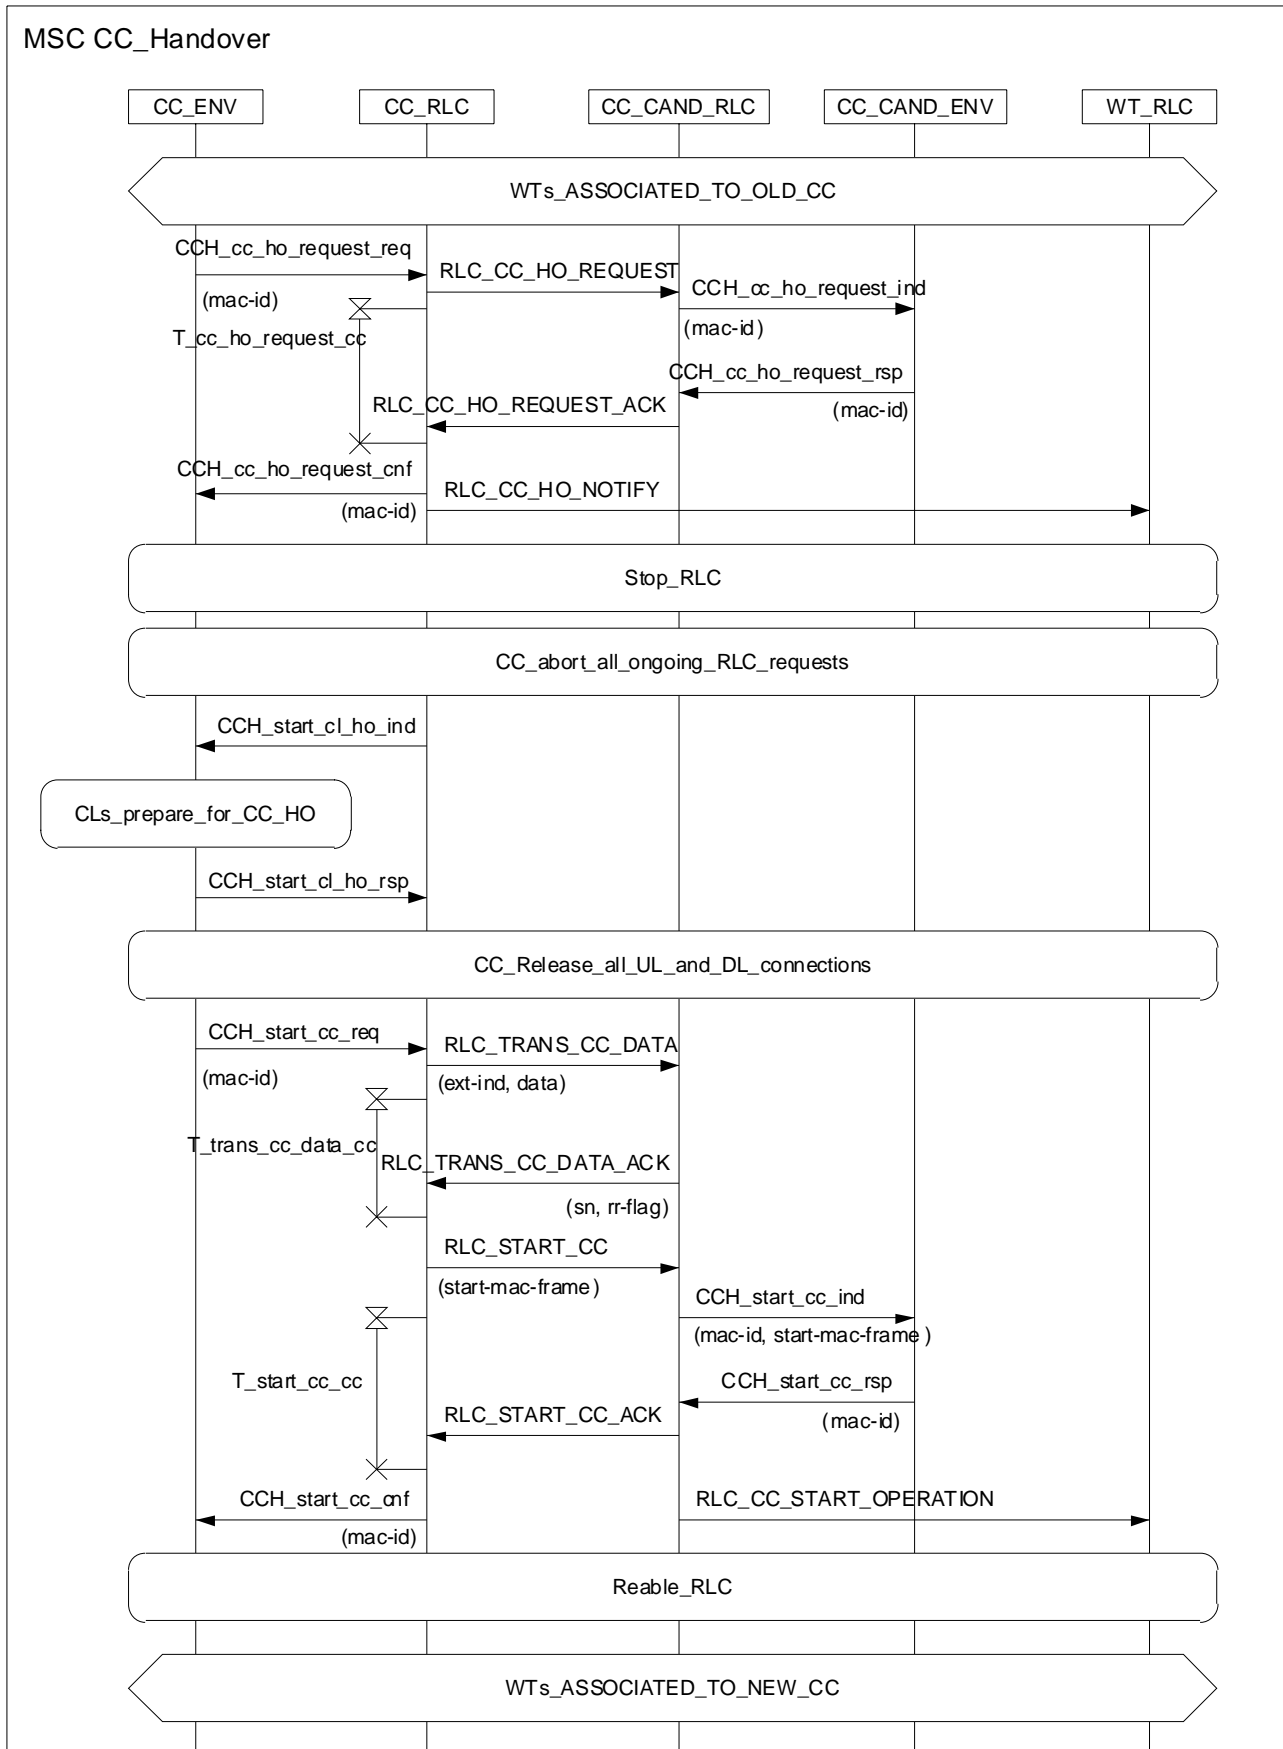 MSC CC_Handover
CC_ENV
CC_RLC
CC_CAND_RLC
CC_CAND_ENV
WT_RLC
WTs_ASSOCIATED_TO_OLD_CC
CCH_cc_ho_request_req
(mac-id)
RLC_CC_HO_REQUEST
CCH_cc_ho_request_ind
(mac-id)
T_cc_ho_request_cc
CCH_cc_ho_request_rsp
(mac-id)
RLC_CC_HO_REQUEST_ACK
CCH_cc_ho_request_cnf
(mac-id)
RLC_CC_HO_NOTIFY
Stop_RLC
CC_abort_all_ongoing_RLC_requests
CCH_start_cl_ho_ind
CLs_prepare_for_CC_HO
CCH_start_cl_ho_rsp
CC_Release_all_UL_and_DL_connections
CCH_start_cc_req
(mac-id)
RLC_TRANS_CC_DATA
(ext-ind, data)
T_trans_cc_data_cc
RLC_TRANS_CC_DATA_ACK
(sn, rr-flag)
RLC_START_CC
(start-mac-frame)
CCH_start_cc_ind
(mac-id, start-mac-frame)
T_start_cc_cc
CCH_start_cc_rsp
(mac-id)
RLC_START_CC_ACK
CCH_start_cc_cnf
(mac-id)
RLC_CC_START_OPERATION
Reable_RLC
WTs_ASSOCIATED_TO_NEW_CC